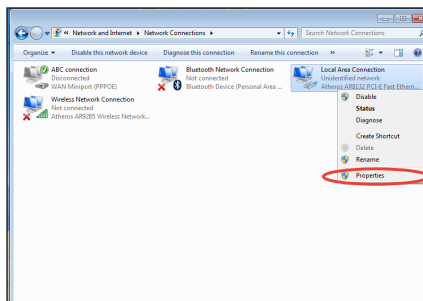 « Network and Internet ▸ Network Connections ▸
Search Network Connections
Organize ▾ Disable this network device Diagnose this connection Rename this connection »
ABC connection
Disconnected
WAN Miniport (PPPOE)
Bluetooth Network Connection
Not connected
Bluetooth Device (Personal Area ...
Local Area Connection
Unidentified network
Atheros AR8132 PCI-E Fast Ethern...
Wireless Network Connection
Not connected
Atheros AR9285 Wireless Network...
Disable
Status
Diagnose
Create Shortcut
Delete
Rename
Properties